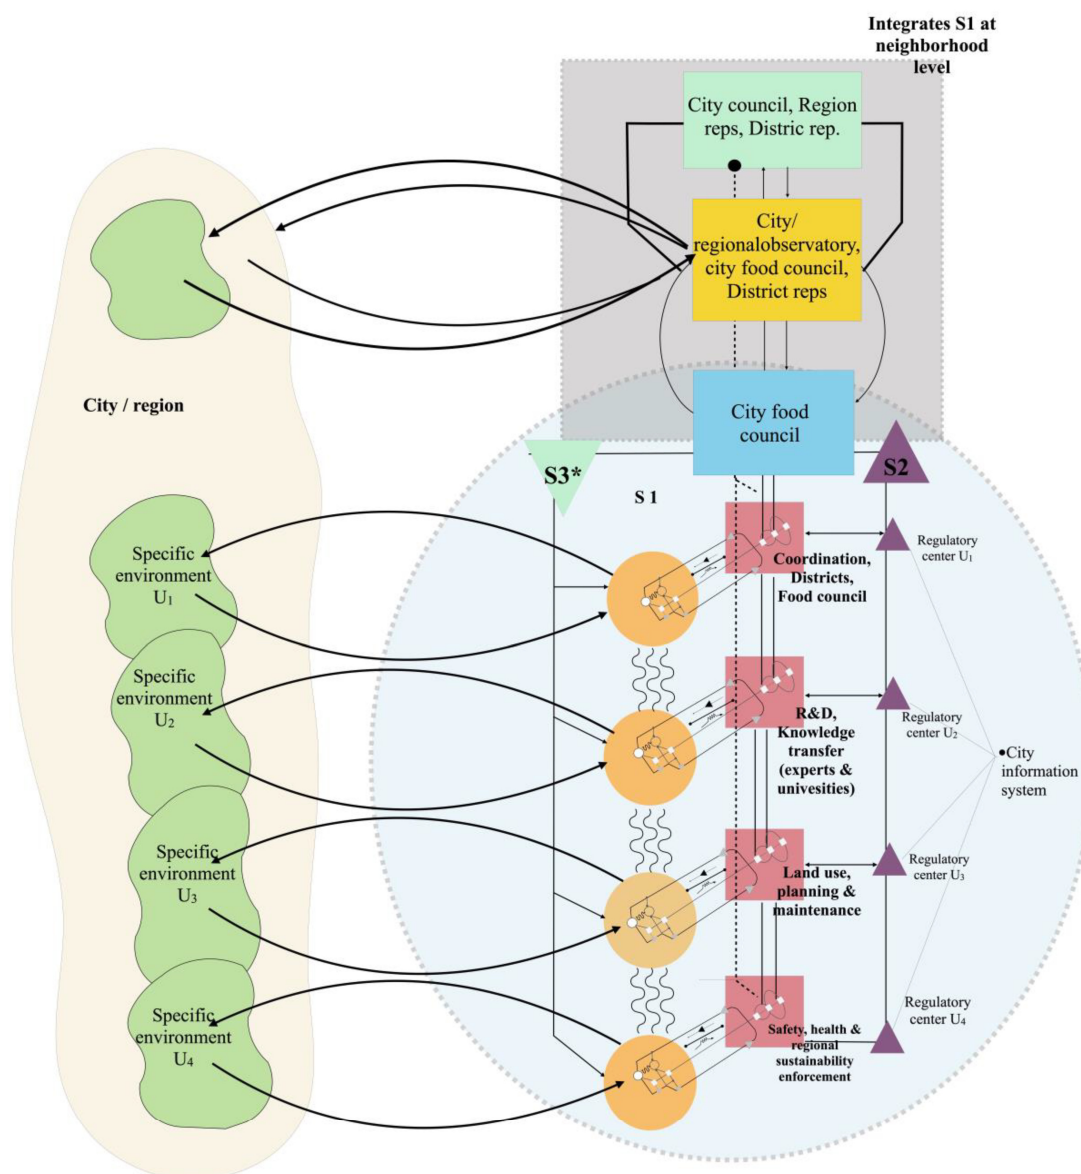 Integrates S1 at
neighborhood
level
City council, Region
reps, Distric rep.
City/
regionalobservatory,
city food council,
District reps
City / region
City food
council
S3*
S2
S 1
Specific
environment
U1
Regulatory
center U1
Coordination,
Districts,
Food council
Specific
environment
U2
R&D,
Knowledge
transfer
(experts &
univesities)
Regulatory
center U2
City
information
system
Specific
environment
U3
Land use,
planning &
maintenance
Regulatory
center U3
Specific
environment
U4
Safety, health &
regional
sustainability
enforcement
Regulatory
center U4